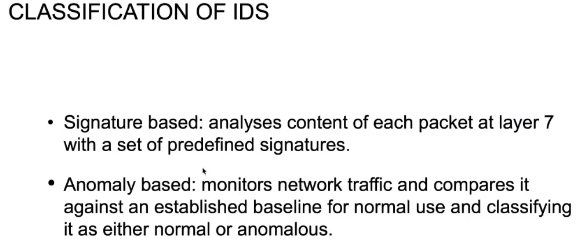 CLASSIFICATION OF IDS
• Signature based: analyses content of each packet at layer 7
with a set of predefined signatures.
• Anomaly based: monitors network traffic and compares it
against an established baseline for normal use and classifying
it as either normal or anomalous.